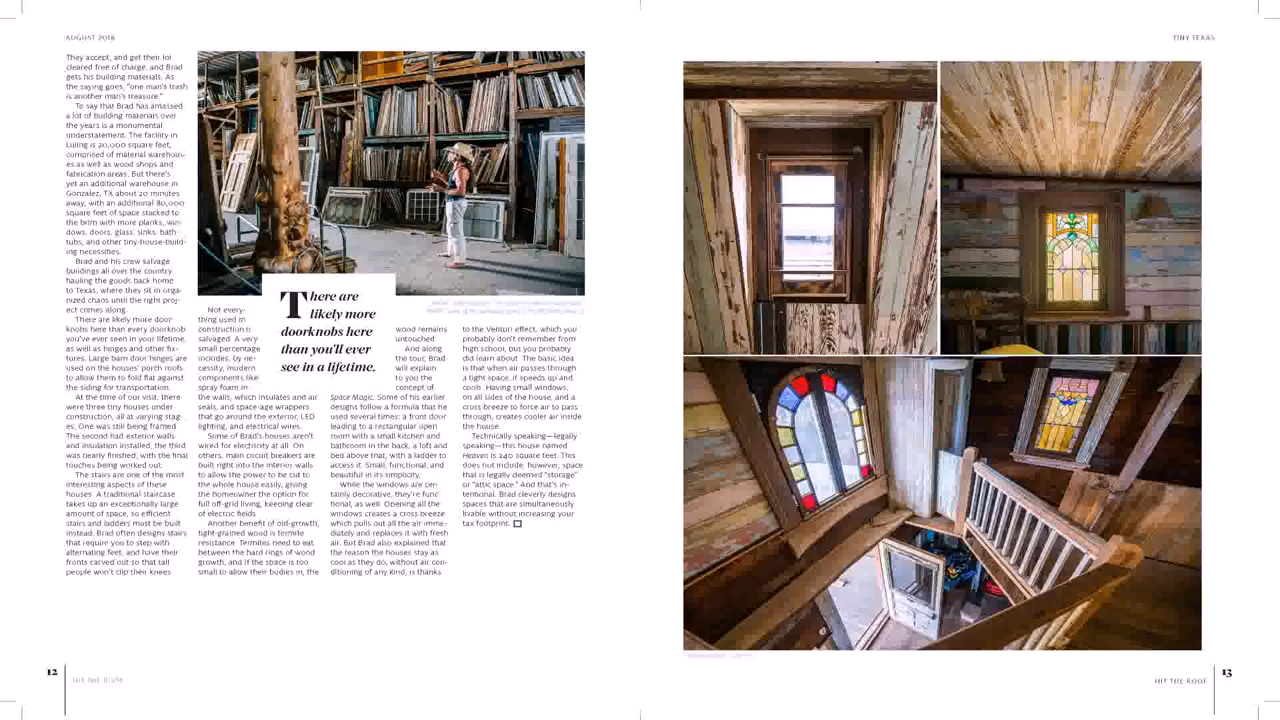 AUGUST 2018
They accept, and get their lot
cleared free of charge, and Brad
gets his building materials. As
the saying goes, "one man's trash
is another man's treasure."
To say that Brad has amassed
a lot of building materials over
the years is a monumental
understatement. The facility in
Luling is 20,000 square feet,
comprised of material warehous-
es as well as wood shops and
fabrication areas. But there's
yet an additional warehouse in
Gonzalez, TX about 20 minutes
away, with an additional 80,000
square feet of space stacked to
the brim with more planks, win-
dows, doors, glass, sinks, bath
tubs, and other tiny-house-build-
ing necessities.
Brad and his crew salvage
buildings all over the country
hauling the goods back home
to Texas, where they sit in orga-
nized chaos until the right proj-
ect comes along.
There are likely more door-
knobs here than every doorknob
you've ever seen in your lifetime,
as well as hinges and other fix-
tures. Large barn door hinges are
used on the houses' porch roofs
to allow them to fold flat against
the siding for transportation.
At the time of our visit, there
were three tiny houses under
construction, all at varying stag-
es. One was still being framed.
The second had exterior walls
and insulation installed, the third
was nearly finished, with the final
touches being worked out.
The stairs are one of the most
interesting aspects of these
houses. A traditional staircase
takes up an exceptionally large
amount of space, so efficient
stairs and ladders must be built
instead. Brad often designs stairs
that require you to step with
alternating feet, and have their
fronts carved out so that tall
people won't clip their knees
Not every-
thing used in
construction is
salvaged. A very
small percentage
includes, by ne-
cessity, modern
components like
spray foam in
the walls, which insulates and air
seals, and space-age wrappers
that go around the exterior, LED
lighting, and electrical wires.
Some of Brad's houses aren't
wired for electricity at all. On
others, main circuit breakers are
built right into the interior walls
to allow the power to be cut to
the whole house easily, giving
the homeowner the option for
full off-grid living, keeping clear
of electric fields.
Another benefit of old-growth,
tight-grained wood is termite
resistance. Termites need to eat
between the hard rings of wood
growth, and if the space is too
small to allow their bodies in, the
There are
likely more
doorknobs here
than you'll ever
see in a lifetime.
wood remains
untouched.
And along
the tour, Brad
will explain
to you the
concept of
Space Magic. Some of his earlier
designs follow a formula that he
used several times: a front door
leading to a rectangular open
room with a small kitchen and
bathroom in the back, a loft and
bed above that, with a ladder to
access it. Small, functional, and
beautiful in its simplicity.
While the windows are cer-
tainly decorative, they're func-
tional, as well. Opening all the
windows creates a cross breeze
which pulls out all the air imme-
diately and replaces it with fresh
air. But Brad also explained that
the reason the houses stay as
cool as they do, without air con-
ditioning of any kind, is thanks
to the Venturi effect, which you
probably don't remember from
high school, but you probably
did learn about. The basic idea
is that when air passes through
a tight space, it speeds up and
cools. Having small windows,
on all sides of the house, and a
cross breeze to force air to pass
through, creates cooler air inside
the house.
Technically speaking—legally
speaking—this house named
Heaven is 240 square feet. This
does not include, however, space
that is legally deemed "storage"
or "attic space." And that's in-
tentional. Brad cleverly designs
spaces that are simultaneously
livable without increasing your
tax footprint.
12
TINY TEXAS
HIT THE ROOF
13